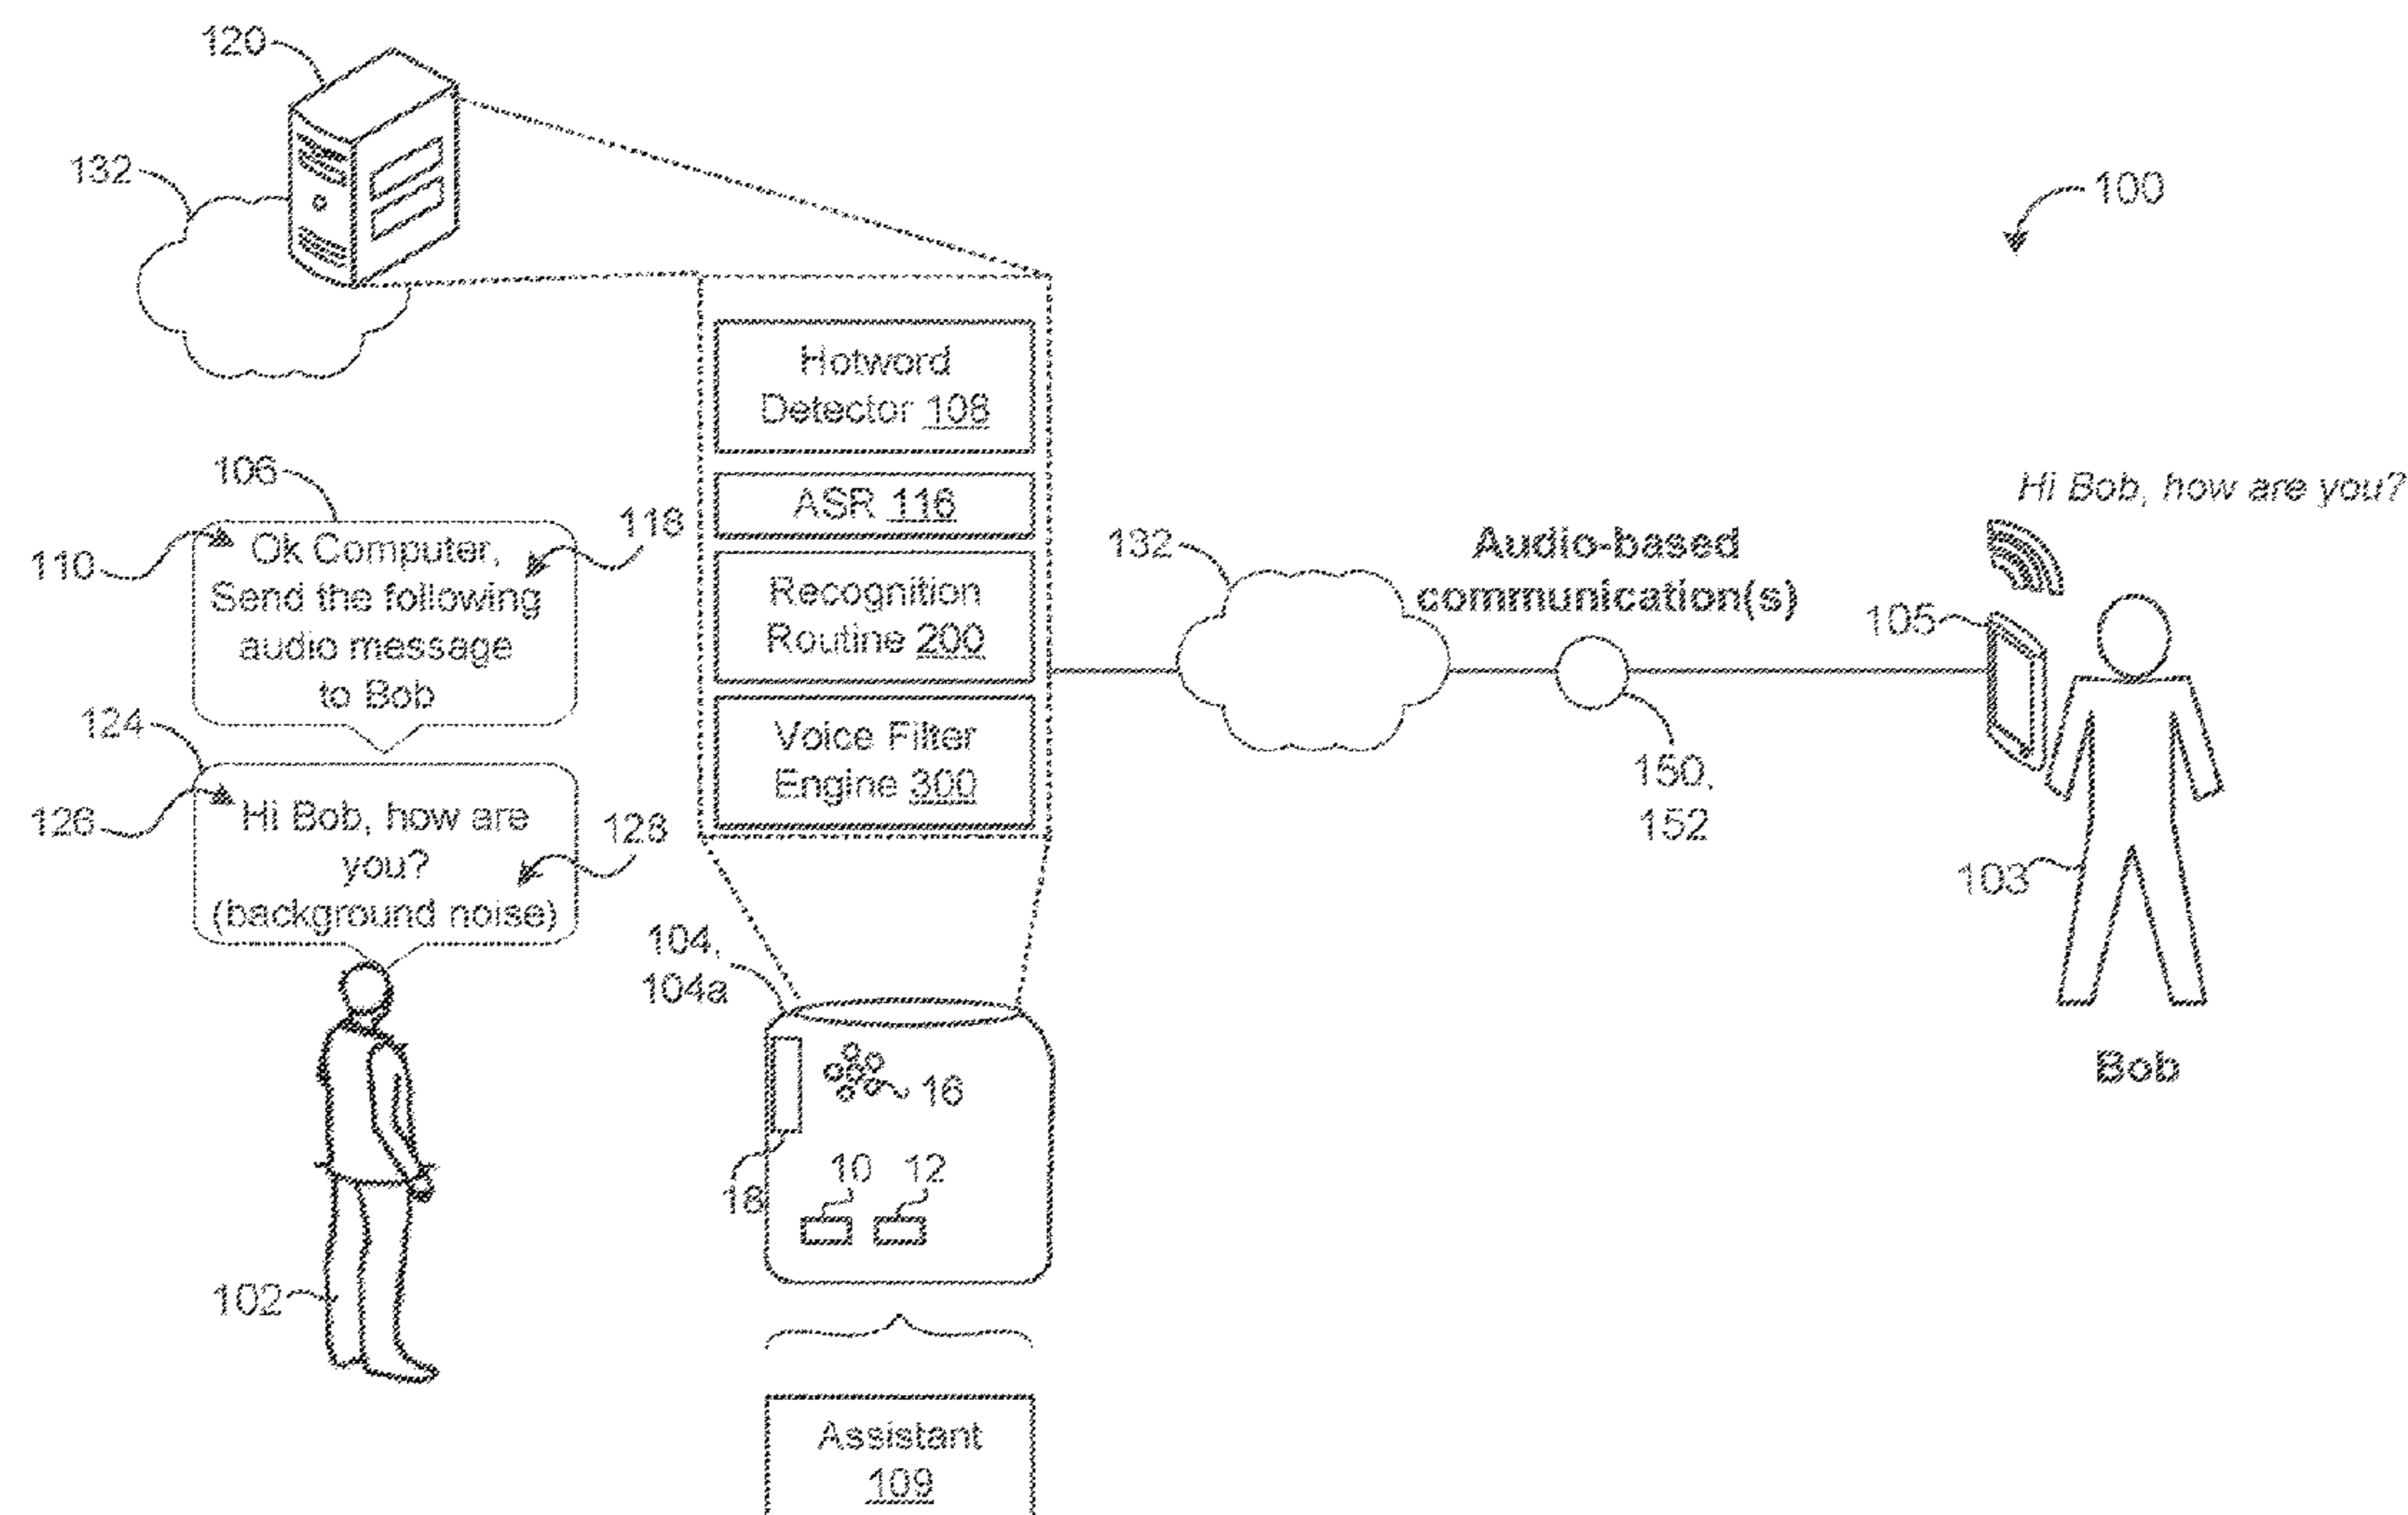 120
132
100
Hotword
Detector 108
106
ASR 116
110
Ok Computer,
Send the following
audio message
to Bob
118
Recognition
Routine 200
132
Audio-based
communication(s)
Hi Bob, how are you?
105
124
Voice Filter
Engine 300
150,
152
126
Hi Bob, how are
you?
(background noise)
128
103
104,
104a
16
Bob
18
10
12
102
Assistant
109